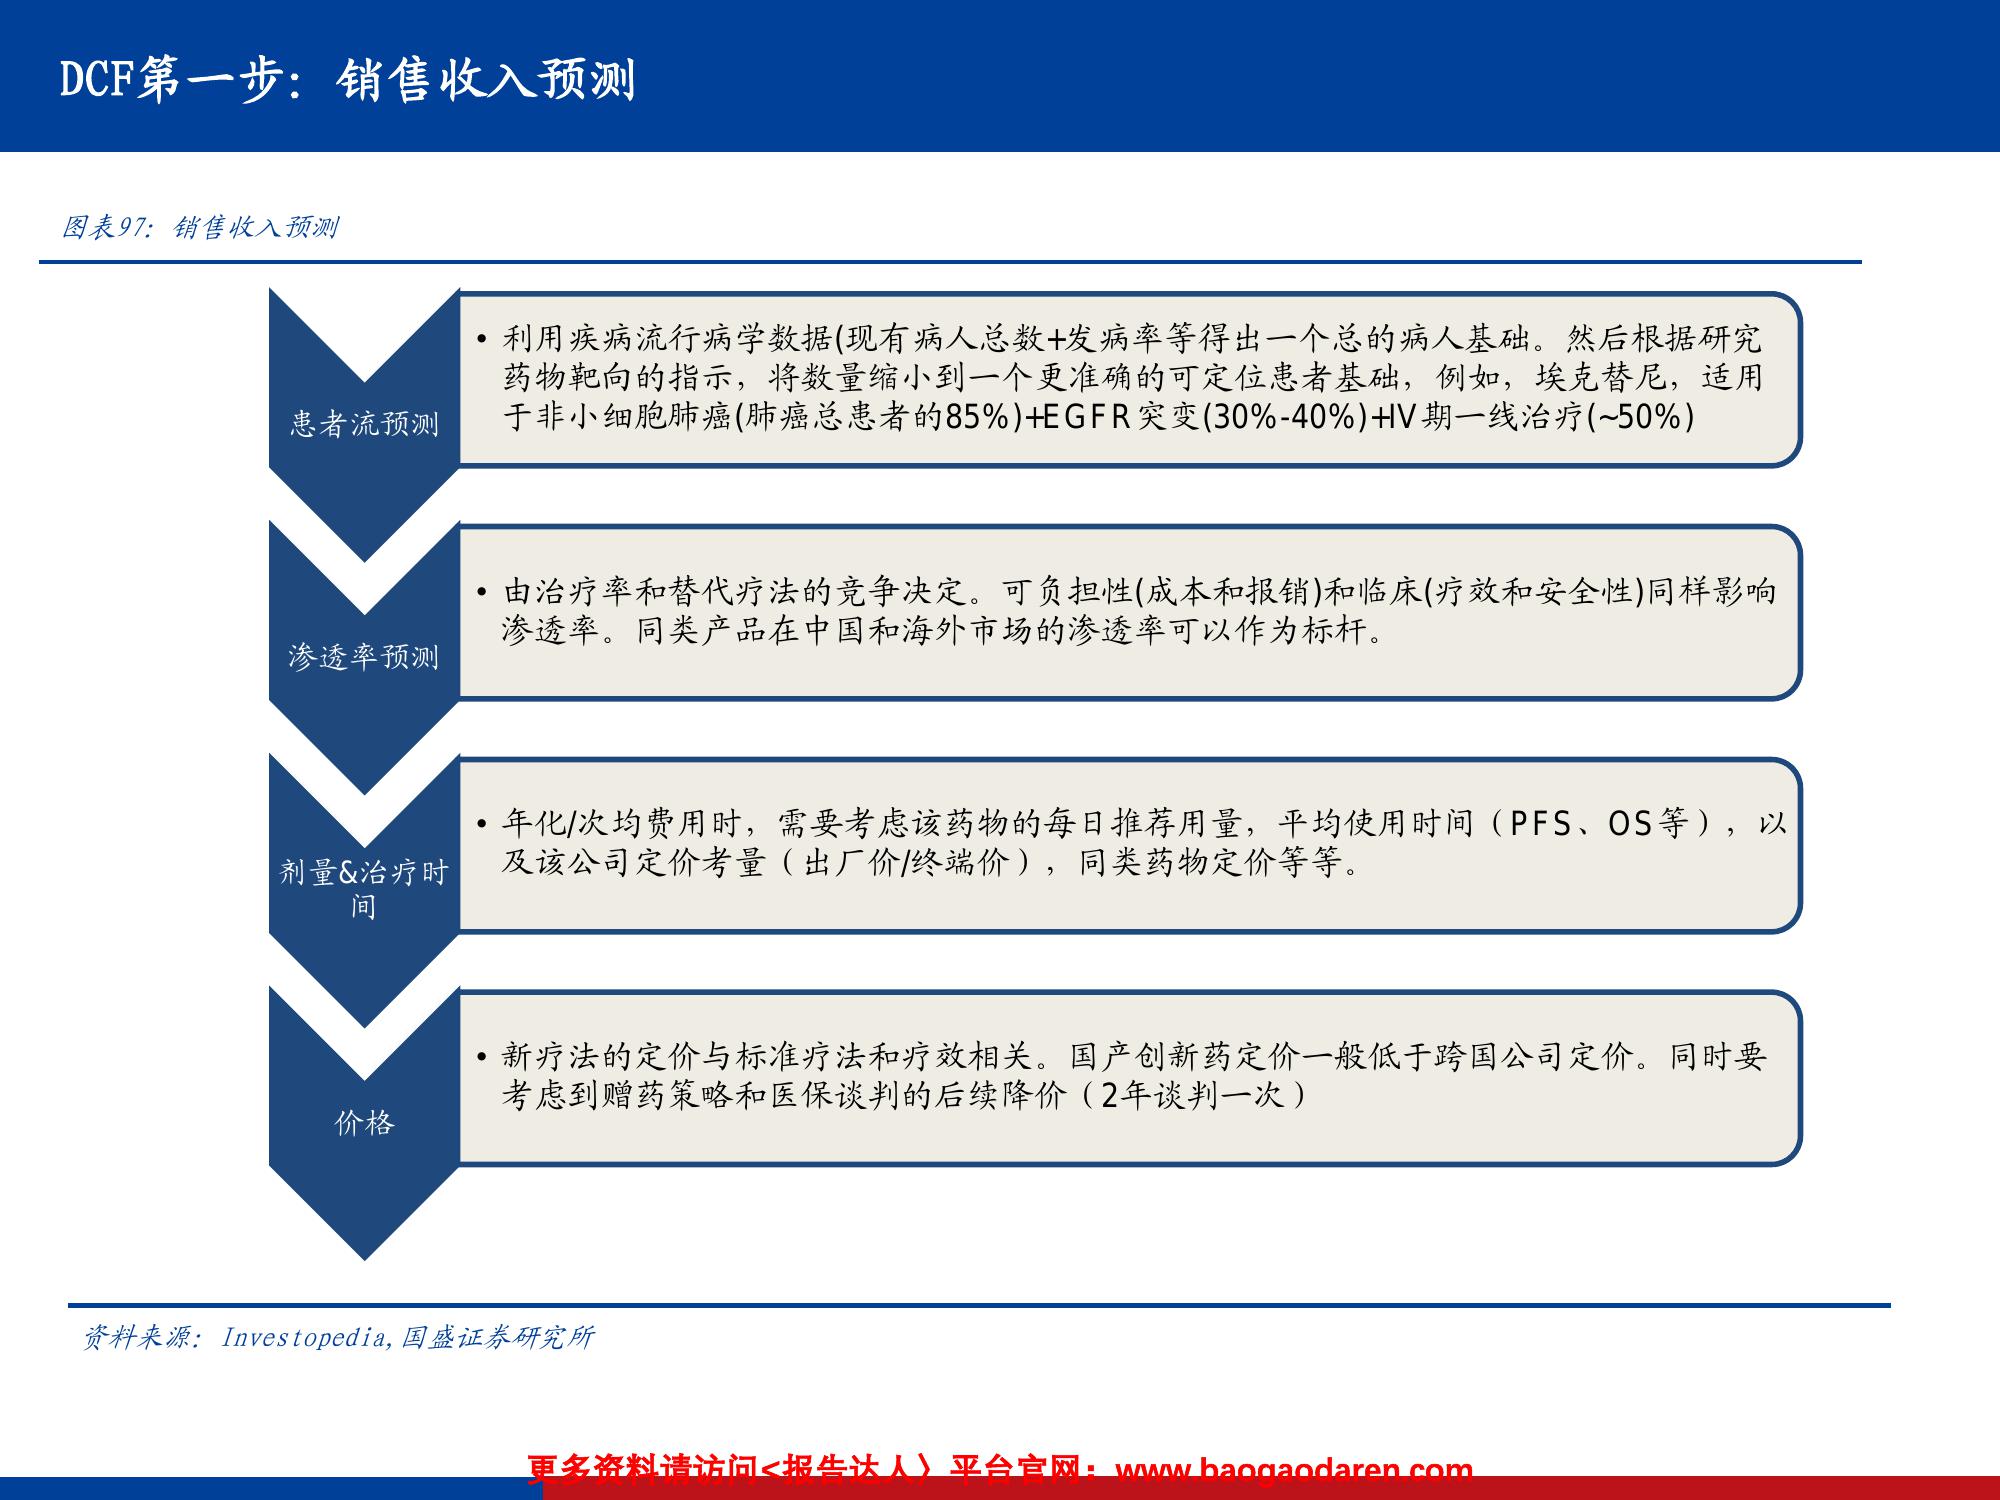 DCF第一步：销售收入预测
图表97：销售收入预测
患者流预测
• 利用疾病流行病学数据(现有病人总数+发病率等得出一个总的病人基础。然后根据研究
药物靶向的指示，将数量缩小到一个更准确的可定位患者基础，例如，埃克替尼，适用
于非小细胞肺癌(肺癌总患者的85%)+EGFR突变(30%-40%)+IV期一线治疗(~50%)
渗透率预测
• 由治疗率和替代疗法的竞争决定。可负担性(成本和报销)和临床(疗效和安全性)同样影响
渗透率。同类产品在中国和海外市场的渗透率可以作为标杆。
剂量&治疗时
间
• 年化/次均费用时，需要考虑该药物的每日推荐用量，平均使用时间（PFS、OS等），以
及该公司定价考量（出厂价/终端价），同类药物定价等等。
价格
• 新疗法的定价与标准疗法和疗效相关。国产创新药定价一般低于跨国公司定价。同时要
考虑到赠药策略和医保谈判的后续降价（2年谈判一次）
资料来源：Investopedia,国盛证券研究所
更多资料请访问<报告达人〉平台官网：www.baogaodaren.com